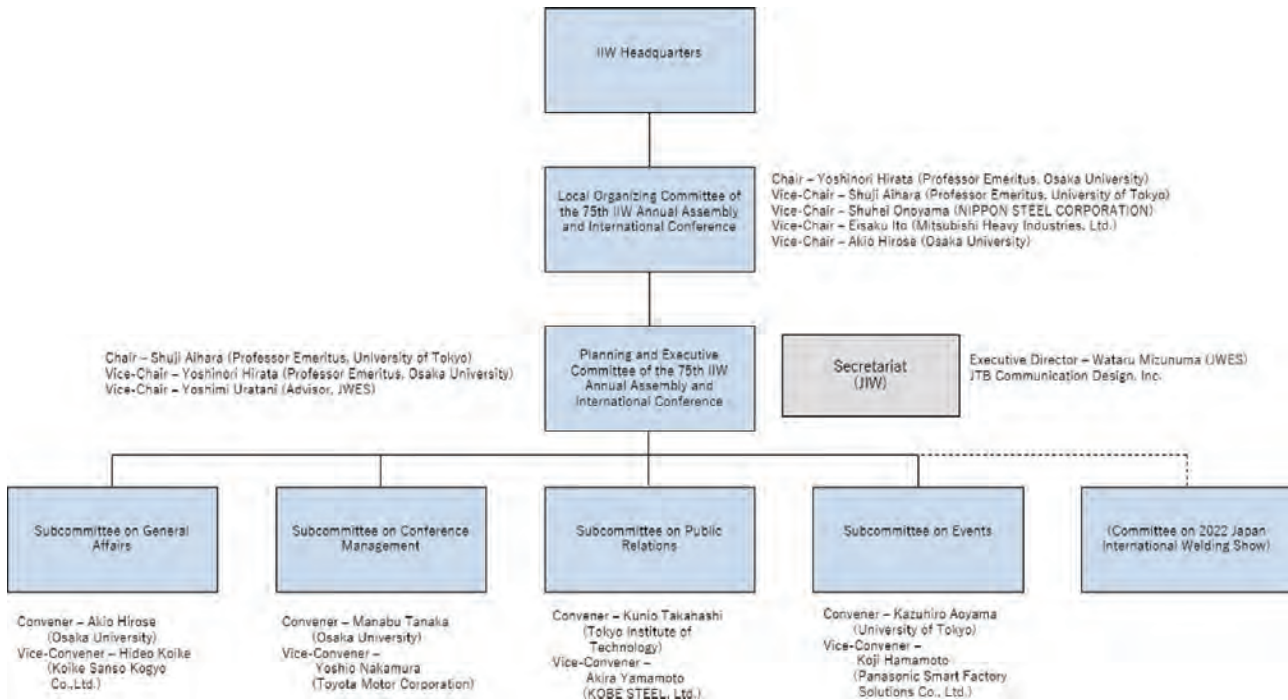 IIW Headquarters
Local Organizing Committee of
the 75th IIW Annual Assembly
and International Conference
Chair – Yoshinori Hirata (Professor Emeritus, Osaka University)
Vice-Chair – Shuji Aihara (Professor Emeritus, University of Tokyo)
Vice-Chair – Shuhei Onoyama (NIPPON STEEL CORPORATION)
Vice-Chair – Eisaku Ito (Mitsubishi Heavy Industries, Ltd.)
Vice-Chair – Akio Hirose (Osaka University)
Chair – Shuji Aihara (Professor Emeritus, University of Tokyo)
Vice-Chair – Yoshinori Hirata (Professor Emeritus, Osaka University)
Vice-Chair – Yoshimi Uratani (Advisor, JWES)
Planning and Executive
Committee of the 75th IIW
Annual Assembly and
International Conference
Secretariat
(JIW)
Executive Director – Wataru Mizunuma (JWES)
JTB Communication Design, Inc.
Subcommittee on General
Affairs
Subcommittee on Conference
Management
Subcommittee on Public
Relations
Subcommittee on Events
(Committee on 2022 Japan
International Welding Show)
Convener – Akio Hirose
(Osaka University)
Vice-Convener – Hideo Koike
(Koike Sanso Kogyo
Co.,Ltd.)
Convener – Manabu Tanaka
(Osaka University)
Vice-Convener –
Yoshio Nakamura
(Toyota Motor Corporation)
Convener – Kunio Takahashi
(Tokyo Institute of
Technology)
Vice-Convener –
Akira Yamamoto
(KOBE STEEL, Ltd.)
Convener – Kazuhiro Aoyama
(University of Tokyo)
Vice-Convener –
Koji Hamamoto
(Panasonic Smart Factory
Solutions Co., Ltd.)